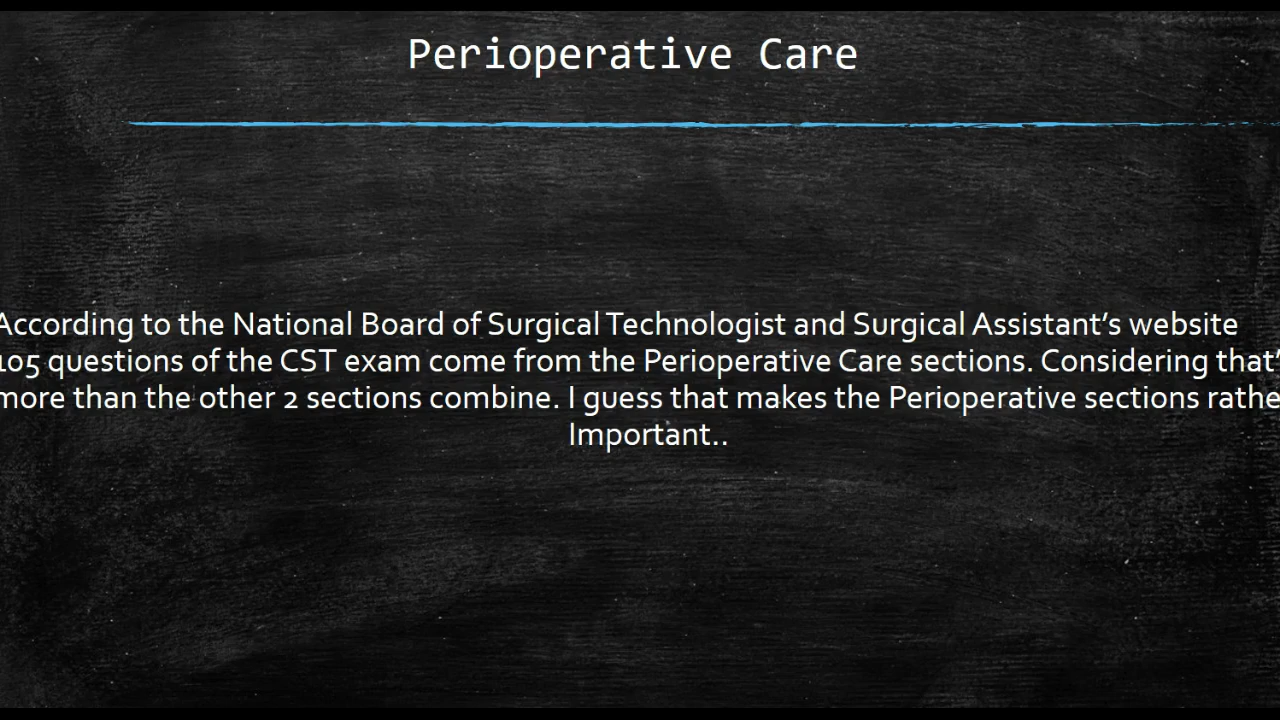 Perioperative Care
According to the National Board of Surgical Technologist and Surgical Assistant’s website
105 questions of the CST exam come from the Perioperative Care sections. Considering that’
more than the other 2 sections combine. I guess that makes the Perioperative sections rathe
Important..